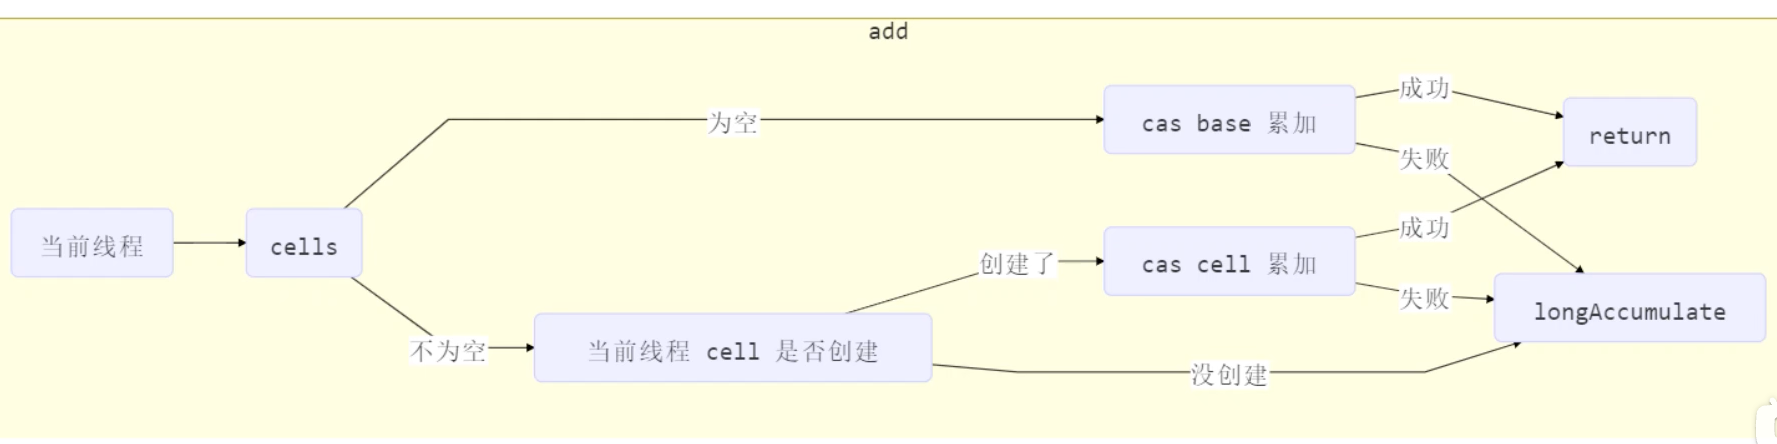 add
当前线程
cells
为空
不为空
当前线程 cell 是否创建
创建了
没创建
cas base 累加
成功
失败
cas cell 累加
成功
失败
return
longAccumulate